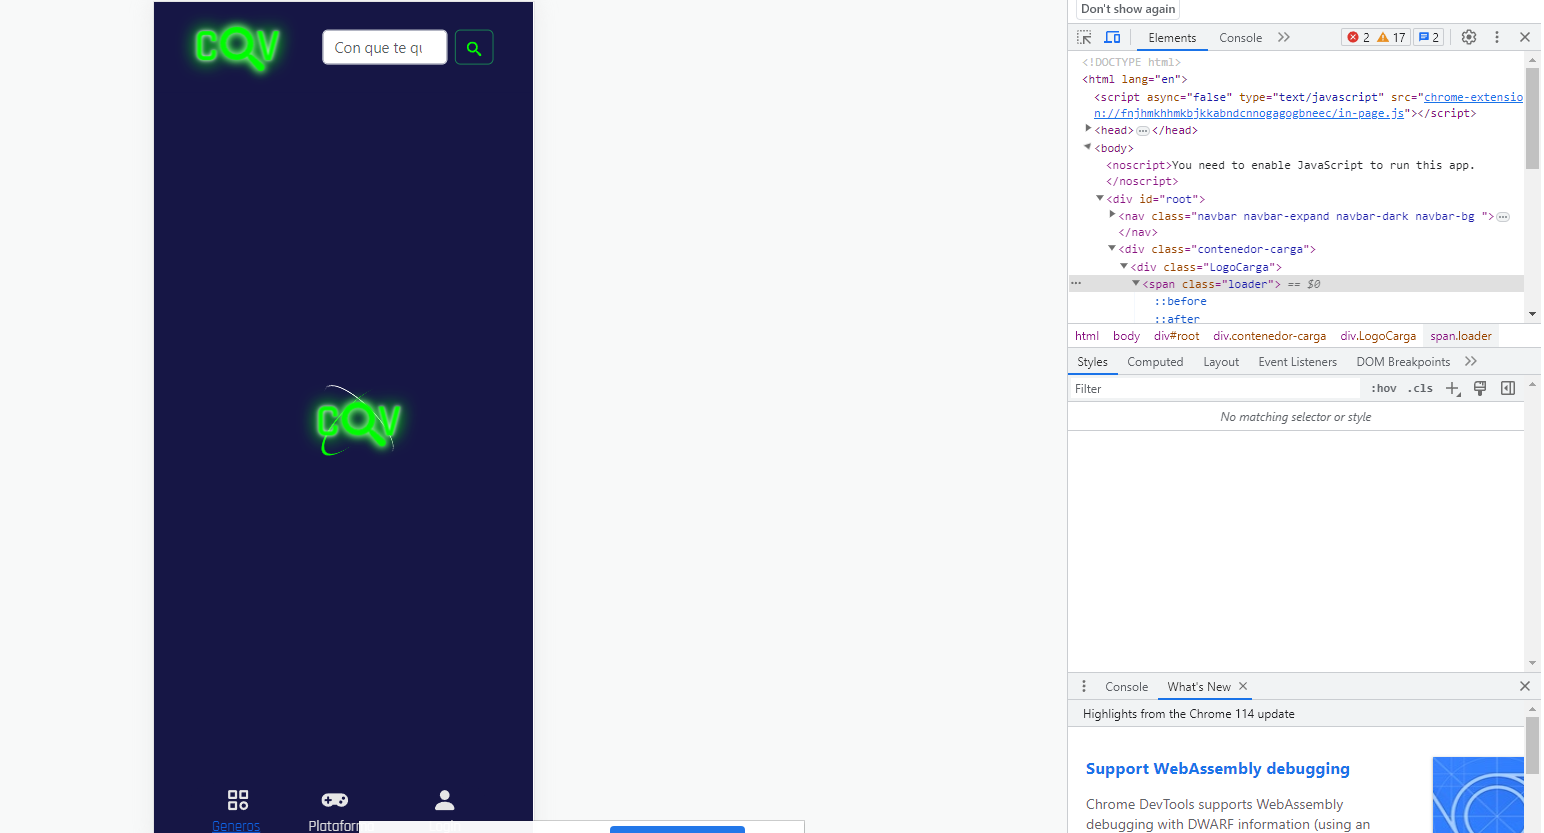 CQV
Con que te qu
CQV
Generos
Plataforma
Don't show again
Elements
Console
2
17
2
<!DOCTYPE html>
<html lang="en">
<script async="false" type="text/javascript" src="chrome-extensio
n://fnjhmkhhmkbjkkabndcnnogagogbneec/in-page.js"></script>
<head>…</head>
<body>
<noscript>You need to enable JavaScript to run this app.
</noscript>
<div id="root">
<nav class="navbar navbar-expand navbar-dark navbar-bg ">…
</nav>
<div class="contenedor-carga">
<div class="LogoCarga">
<span class="loader"> == $0
::before
::after
html body div#root div.contenedor-carga div.LogoCarga span.loader
Styles Computed Layout Event Listeners DOM Breakpoints
Filter
:hov .cls
No matching selector or style
Console What's New
Highlights from the Chrome 114 update
Support WebAssembly debugging
Chrome DevTools supports WebAssembly
debugging with DWARF information (using an